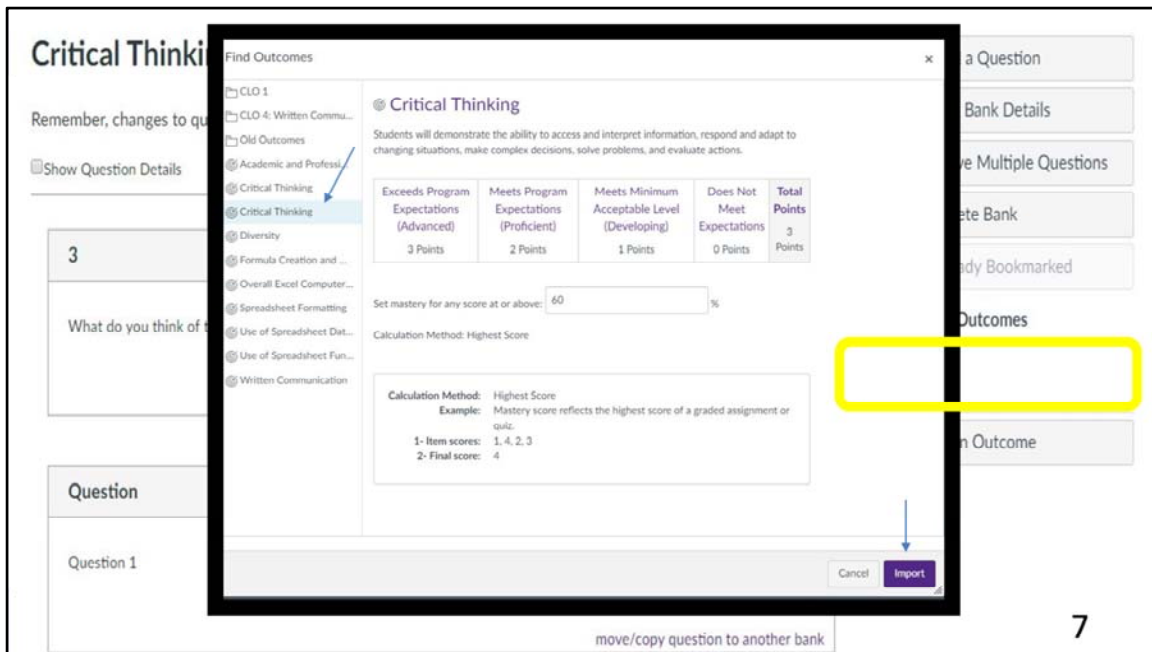 Critical Thinki
Remember, changes to qu
Show Question Details
3
What do you think of t
Question
Question 1
move/copy question to another bank
Find Outcomes
×
CLO 1
CLO 4: Written Commu...
Old Outcomes
Academic and Professi...
Critical Thinking
Critical Thinking
Diversity
Formula Creation and ...
Overall Excel Computer...
Spreadsheet Formatting
Use of Spreadsheet Dat...
Use of Spreadsheet Fun...
Written Communication
Critical Thinking
Students will demonstrate the ability to access and interpret information, respond and adapt to
changing situations, make complex decisions, solve problems, and evaluate actions.
Exceeds Program
Expectations
(Advanced)
3 Points
Meets Program
Expectations
(Proficient)
2 Points
Meets Minimum
Acceptable Level
(Developing)
1 Points
Does Not
Meet
Expectations
0 Points
Total
Points
3
Points
Set mastery for any score at or above: 60 %
Calculation Method: Highest Score
Calculation Method: Highest Score
Example: Mastery score reflects the highest score of a graded assignment or
quiz.
1- Item scores: 1, 4, 2, 3
2- Final score: 4
Cancel
Import
a Question
Bank Details
ve Multiple Questions
ete Bank
ady Bookmarked
Outcomes
n Outcome
7